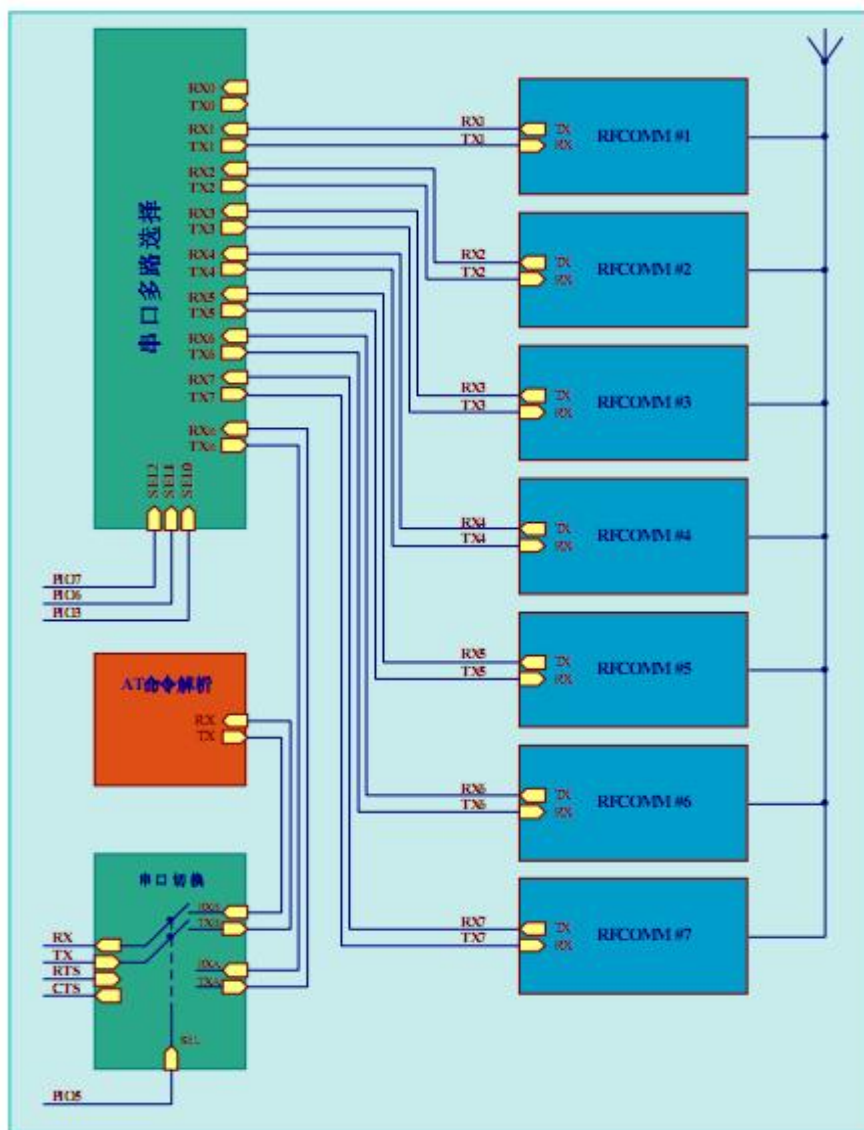 RX0
TX0
RX1
TX1
RX2
TX2
RX3
TX3
RX4
TX4
RX5
TX5
RX6
TX6
RX7
TX7
串口多路选择
SEL2
SEL1
SEL0
PIO7
PIO6
PIO3
AT命令解析
RX
TX
串口切换
RX
TX
RTS
CTS
SEL
PIO5
RX1
TX1
TX
RX
RFCOMM #1
RX2
TX2
TX
RX
RFCOMM #2
RX3
TX3
TX
RX
RFCOMM #3
RX4
TX4
TX
RX
RFCOMM #4
RX5
TX5
TX
RX
RFCOMM #5
RX6
TX6
TX
RX
RFCOMM #6
RX7
TX7
TX
RX
RFCOMM #7